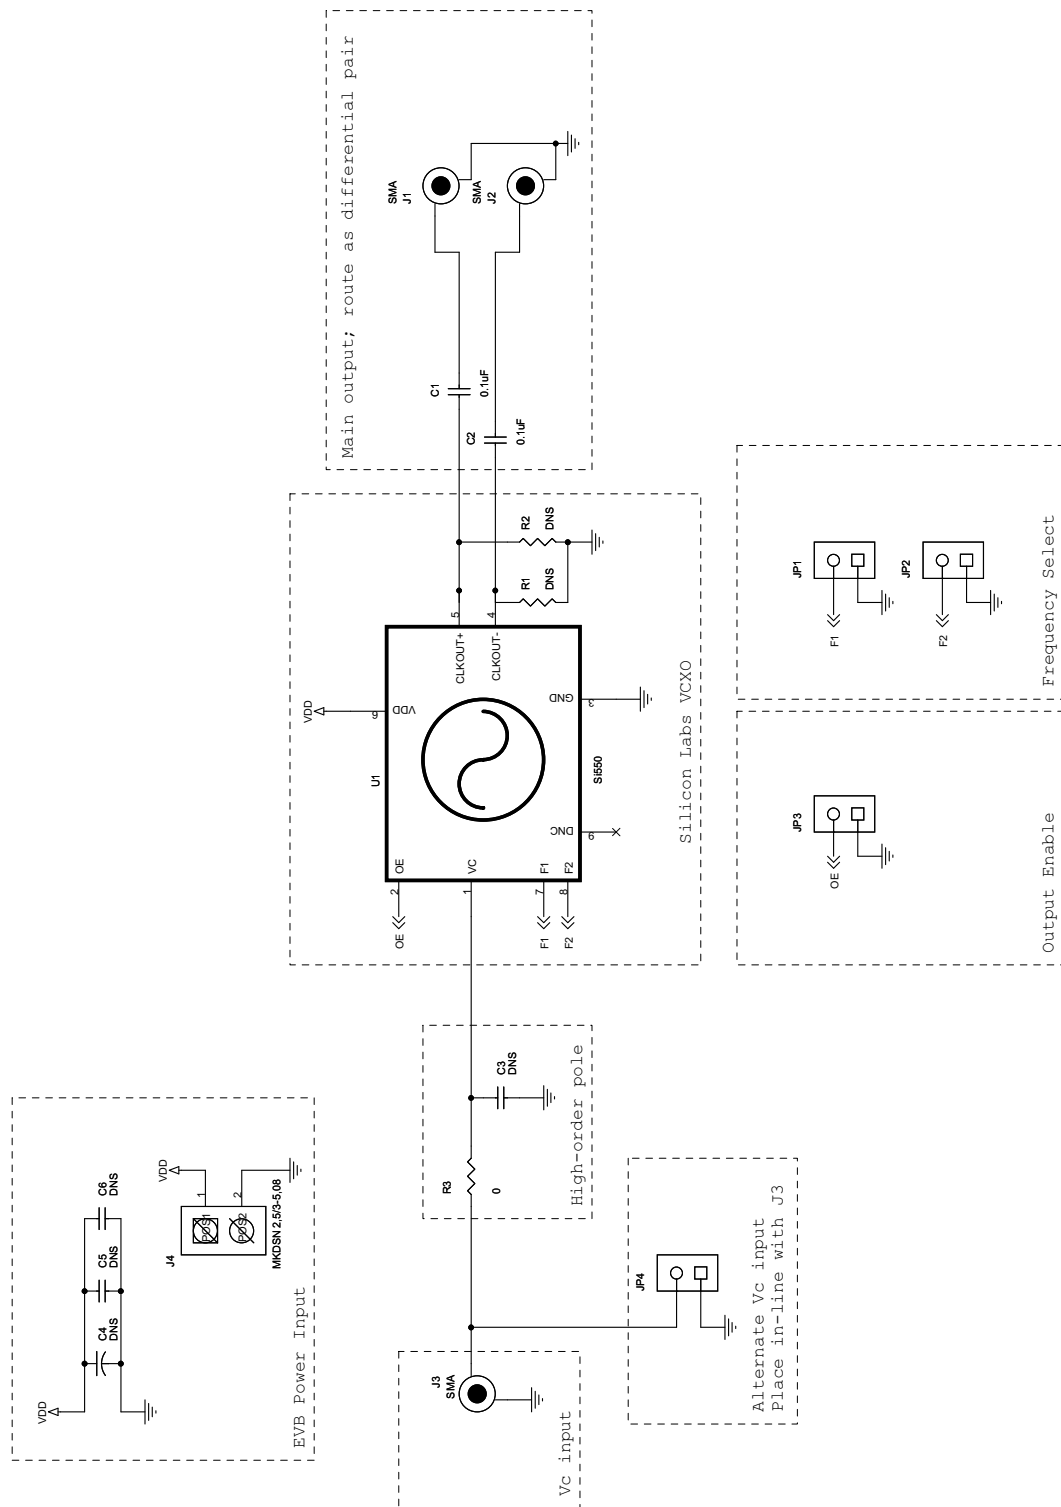 Main output; route as differential pair
SMA
J1
SMA
J2
C1
0.1uF
C2
0.1uF
R2
DNS
R1
DNS
5
4
CLKOUT+
CLKOUT-
VDD
6
VDD
GND
3
U1
Si550
DNC
9
OE
VC
F1
F2
2
1
7
8
OE
F1
F2
Silicon Labs VCXO
JP1
F1
JP2
F2
Frequency Select
JP3
OE
Output Enable
C3
DNS
R3
0
High-order pole
JP4
Alternate Vc input
Place in-line with J3
J3
SMA
Vc input
VDD
C4
DNS
C5
DNS
C6
DNS
VDD
1
2
POS1
POS2
J4
MKDSN 2,5/3-5,08
EVB Power Input